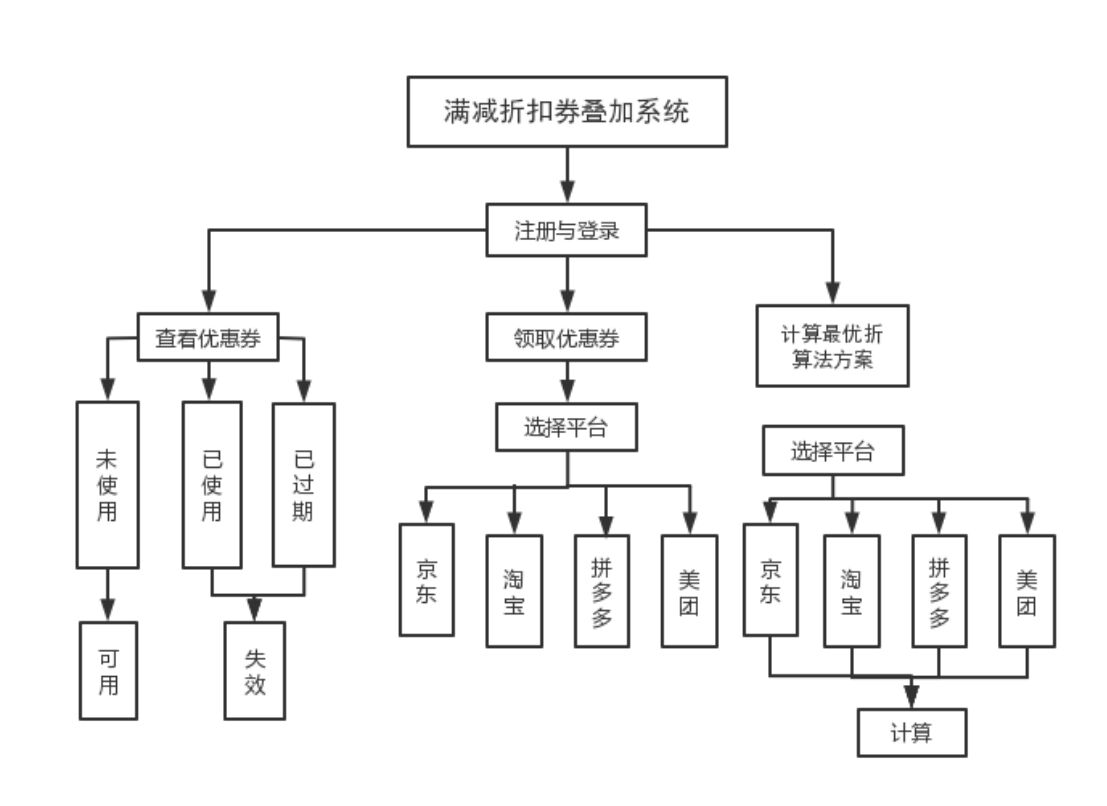 满减折扣券叠加系统
注册与登录
查看优惠券
领取优惠券
计算最优折
算法方案
未使用
已使用
已过期
选择平台
选择平台
京东
淘宝
拼多多
美团
京东
淘宝
拼多多
美团
可用
失效
计算